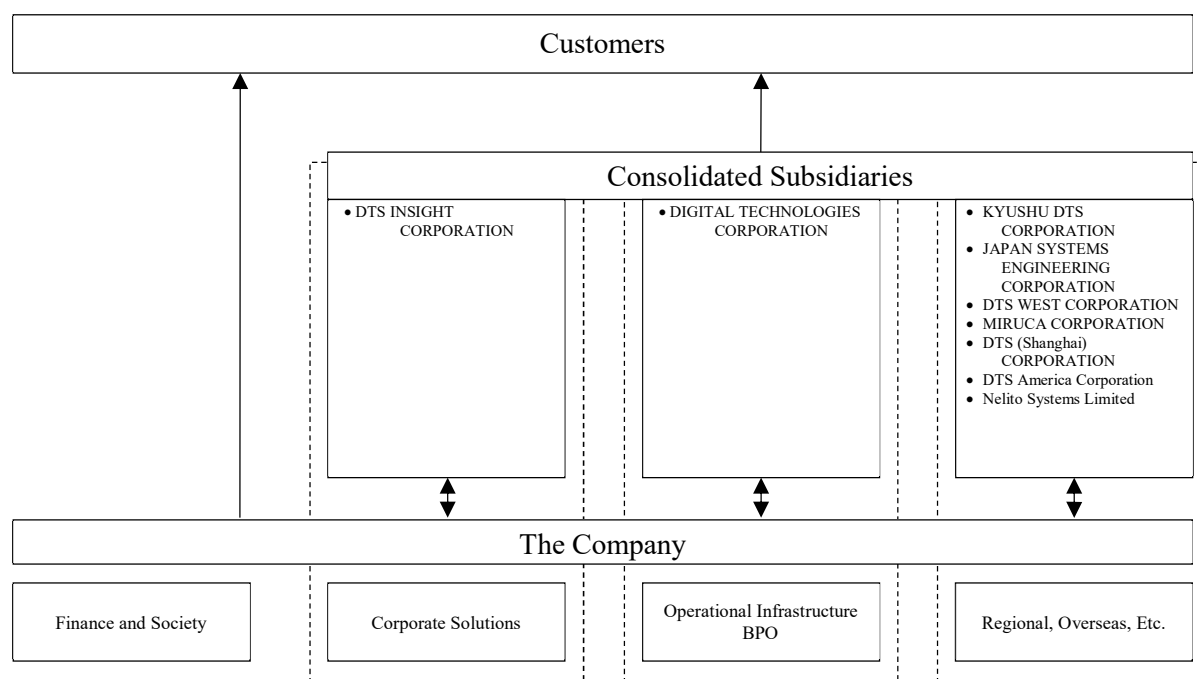 Customers
Consolidated Subsidiaries
• DTS INSIGHT
CORPORATION
• DIGITAL TECHNOLOGIES
CORPORATION
• KYUSHU DTS
CORPORATION
• JAPAN SYSTEMS
ENGINEERING
CORPORATION
• DTS WEST CORPORATION
• MIRUCA CORPORATION
• DTS (Shanghai)
CORPORATION
• DTS America Corporation
• Nelito Systems Limited
The Company
Finance and Society
Corporate Solutions
Operational Infrastructure
BPO
Regional, Overseas, Etc.